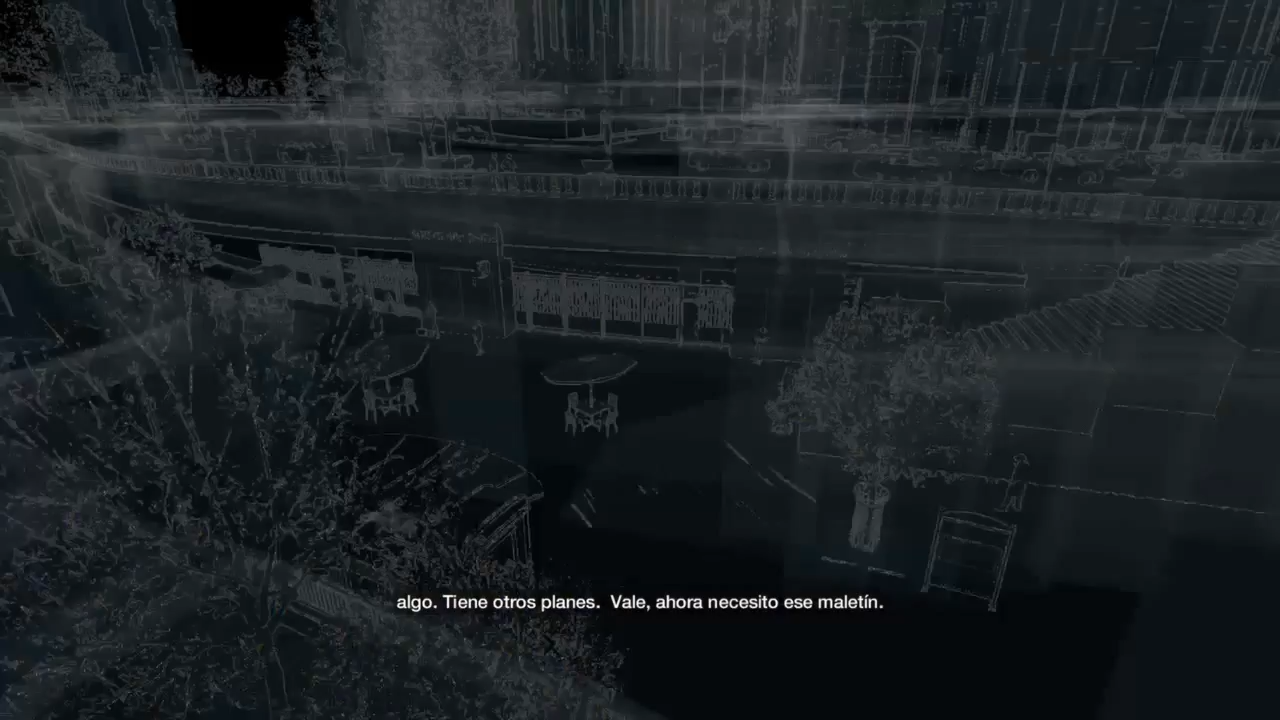 algo. Tiene otros planes.  Vale, ahora necesito ese maletín.